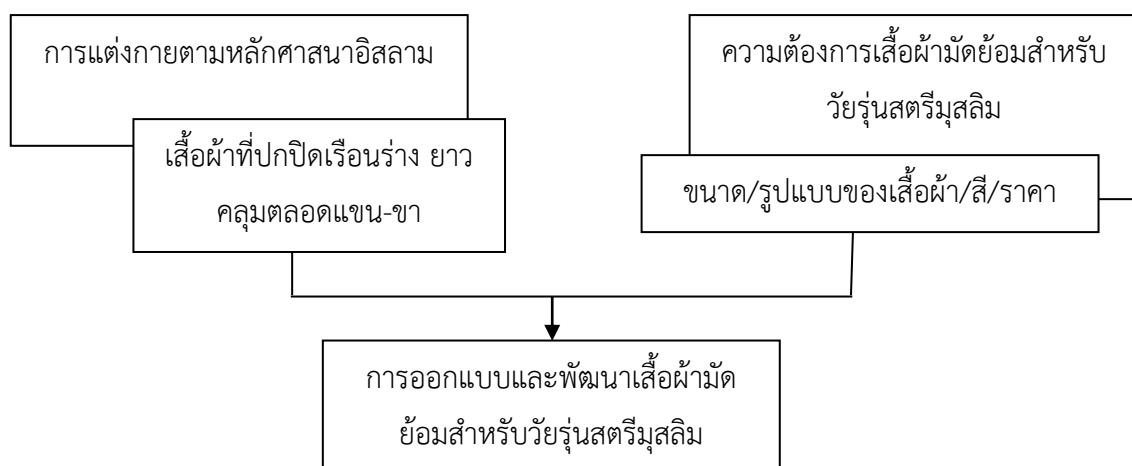 การแต่งกายตามหลักศาสนาอิสลาม
เสื้อผ้าที่ปกปิดเรือนร่าง ยาว
คลุมตลอดแขน-ขา
ความต้องการเสื้อผ้ามัดย้อมสำหรับ
วัยรุ่นสตรีมุสลิม
ขนาด/รูปแบบของเสื้อผ้า/สี/ราคา
การออกแบบและพัฒนาเสื้อผ้ามัด
ย้อมสำหรับวัยรุ่นสตรีมุสลิม